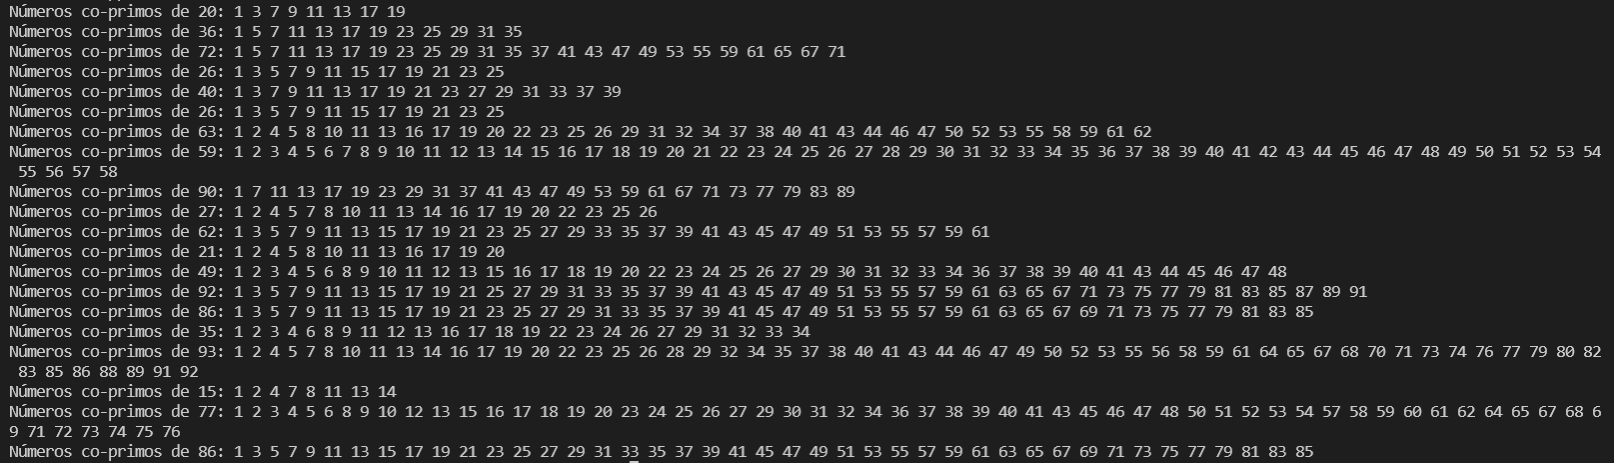 Números co-primos de 20: 1 3 7 9 11 13 17 19
Números co-primos de 36: 1 5 7 11 13 17 19 23 25 29 31 35
Números co-primos de 72: 1 5 7 11 13 17 19 23 25 29 31 35 37 41 43 47 49 53 55 59 61 65 67 71
Números co-primos de 26: 1 3 5 7 9 11 15 17 19 21 23 25
Números co-primos de 40: 1 3 7 9 11 13 17 19 21 23 27 29 31 33 37 39
Números co-primos de 26: 1 3 5 7 9 11 15 17 19 21 23 25
Números co-primos de 63: 1 2 4 5 8 10 11 13 16 17 19 20 22 23 25 26 29 31 32 34 37 38 40 41 43 44 46 47 50 52 53 55 58 59 61 62
Números co-primos de 59: 1 2 3 4 5 6 7 8 9 10 11 12 13 14 15 16 17 18 19 20 21 22 23 24 25 26 27 28 29 30 31 32 33 34 35 36 37 38 39 40 41 42 43 44 45 46 47 48 49 50 51 52 53 54
55 56 57 58
Números co-primos de 90: 1 7 11 13 17 19 23 29 31 37 41 43 47 49 53 59 61 67 71 73 77 79 83 89
Números co-primos de 27: 1 2 4 5 7 8 10 11 13 14 16 17 19 20 22 23 25 26
Números co-primos de 62: 1 3 5 7 9 11 13 15 17 19 21 23 25 27 29 33 35 37 39 41 43 45 47 49 51 53 55 57 59 61
Números co-primos de 21: 1 2 4 5 8 10 11 13 16 17 19 20
Números co-primos de 49: 1 2 3 4 5 6 8 9 10 11 12 13 15 16 17 18 19 20 22 23 24 25 26 27 29 30 31 32 33 34 36 37 38 39 40 41 43 44 45 46 47 48
Números co-primos de 92: 1 3 5 7 9 11 13 15 17 19 21 25 27 29 31 33 35 37 39 41 43 45 47 49 51 53 55 57 59 61 63 65 67 71 73 75 77 79 81 83 85 87 89 91
Números co-primos de 86: 1 3 5 7 9 11 13 15 17 19 21 23 25 27 29 31 33 35 37 39 41 45 47 49 51 53 55 57 59 61 63 65 67 69 71 73 75 77 79 81 83 85
Números co-primos de 35: 1 2 3 4 6 8 9 11 12 13 16 17 18 19 22 23 24 26 27 29 31 32 33 34
Números co-primos de 93: 1 2 4 5 7 8 10 11 13 14 16 17 19 20 22 23 25 26 28 29 32 34 35 37 38 40 41 43 44 46 47 49 50 52 53 55 56 58 59 61 64 65 67 68 70 71 73 74 76 77 79 80 82
83 85 86 88 89 91 92
Números co-primos de 15: 1 2 4 7 8 11 13 14
Números co-primos de 77: 1 2 3 4 5 6 8 9 10 12 13 15 16 17 18 19 20 23 24 25 26 27 29 30 31 32 34 36 37 38 39 40 41 43 45 46 47 48 50 51 52 53 54 57 58 59 60 61 62 64 65 67 68 6
9 71 72 73 74 75 76
Números co-primos de 86: 1 3 5 7 9 11 13 15 17 19 21 23 25 27 29 31 33 35 37 39 41 45 47 49 51 53 55 57 59 61 63 65 67 69 71 73 75 77 79 81 83 85